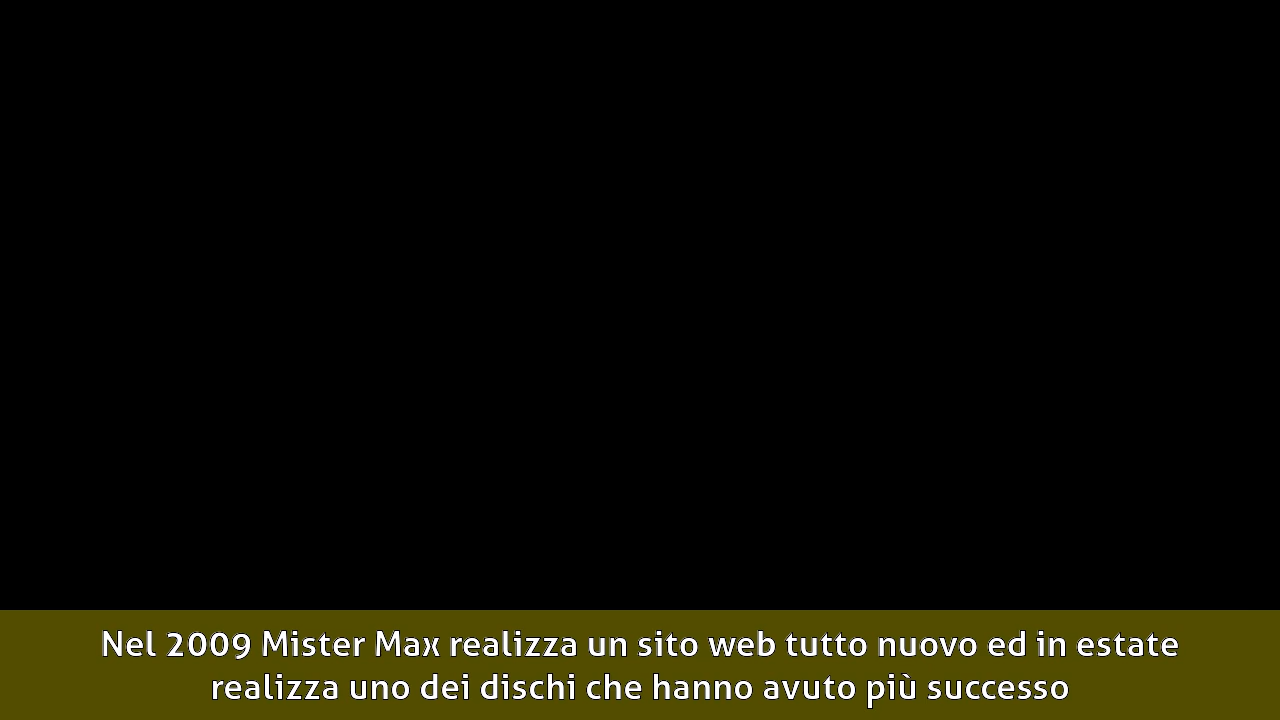 Nel 2009 Mister Max realizza un sito web tutto nuovo ed in estate
realizza uno dei dischi che hanno avuto più successo